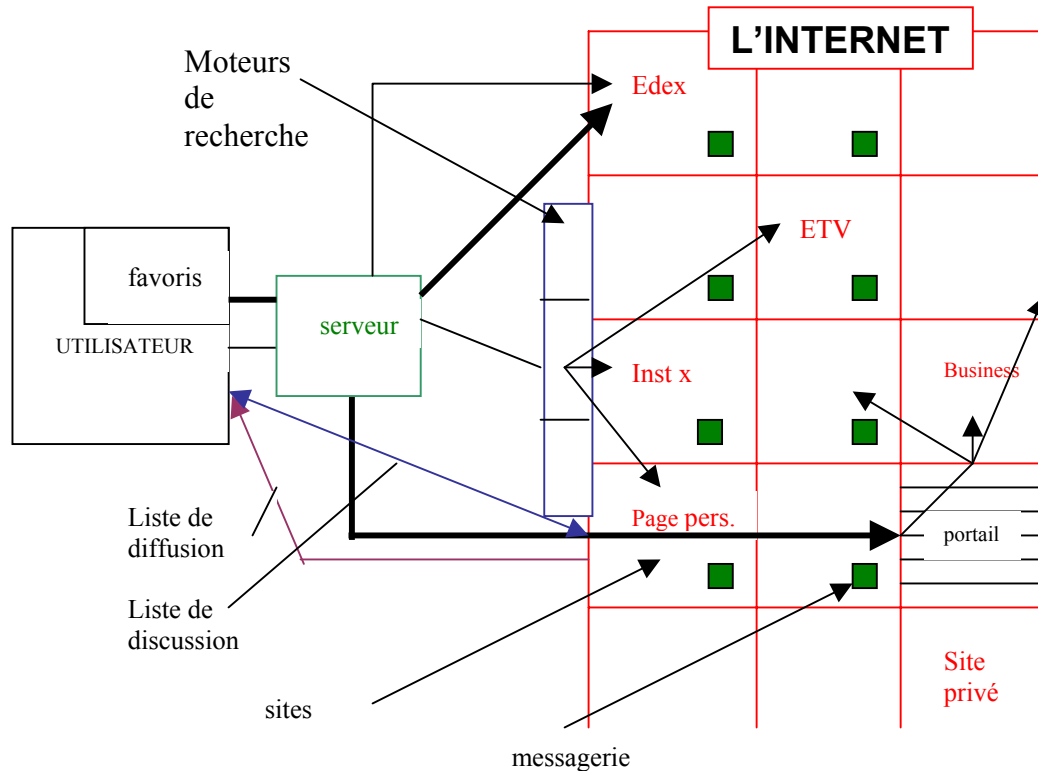 L'INTERNET
Moteurs
de
recherche
Edex
ETV
favoris
UTILISATEUR
serveur
Inst x
Business
Page pers.
portail
Liste de
diffusion
Liste de
discussion
Site
privé
sites
messagerie